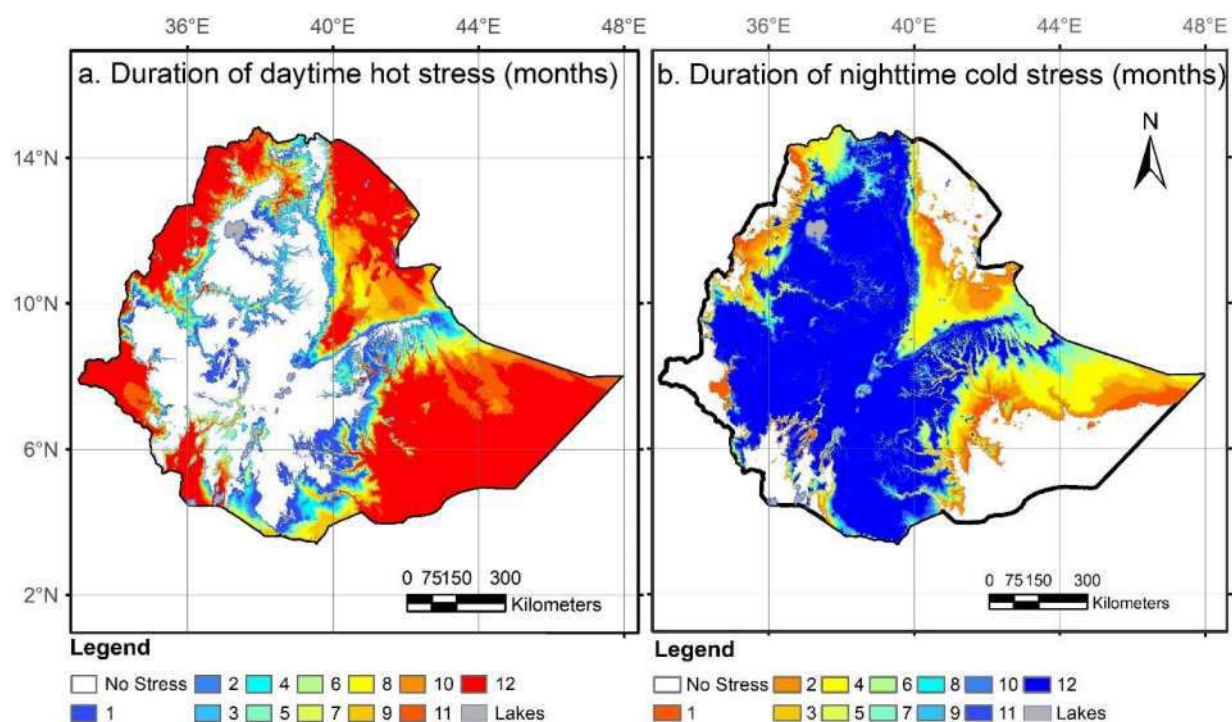 36°E 40°E 44°E 48°E 36°E 40°E 44°E 48°E
a. Duration of daytime hot stress (months)
b. Duration of nighttime cold stress (months)
N
14°N
10°N
6°N
2°N
0 75150 300
Kilometers
0 75 150 300
Kilometers
Legend
No Stress 2 4 6 8 10 12
1 3 5 7 9 11 Lakes
Legend
No Stress 2 4 6 8 10 12
1 3 5 7 9 11 Lakes